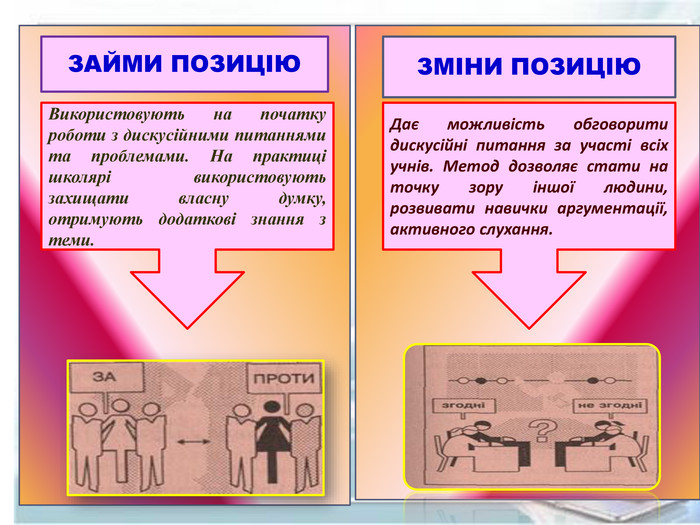 ЗАЙМИ ПОЗИЦІЮ
Використовують на початку
роботи з дискусійними питаннями
та проблемами. На практиці
школярі використовують
захищати власну думку,
отримують додаткові знання з
теми.
ЗА
ПРОТИ
ЗМІНИ ПОЗИЦІЮ
Дає можливість обговорити
дискусійні питання за участі всіх
учнів. Метод дозволяє стати на
точку зору іншої людини,
розвивати навички аргументації,
активного слухання.
згодні
не згодні
?